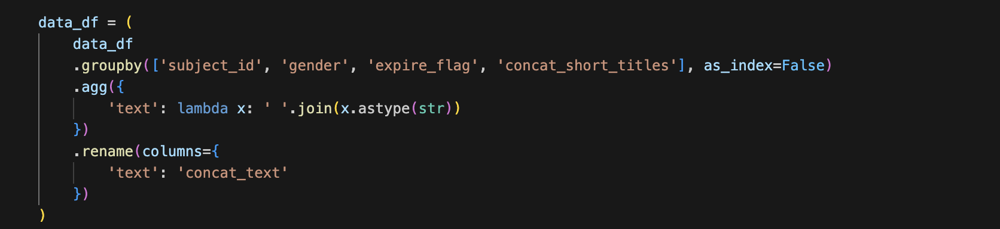 data_df = (
    data_df
    .groupby(['subject_id', 'gender', 'expire_flag', 'concat_short_titles'], as_index=False)
    .agg({
        'text': lambda x: ' '.join(x.astype(str))
    })
    .rename(columns={
        'text': 'concat_text'
    })
)